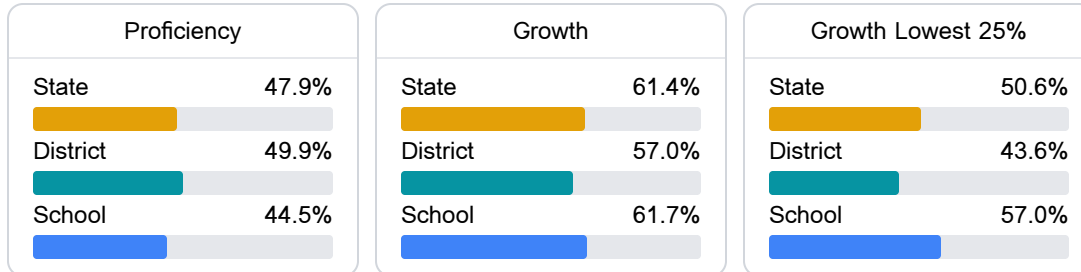 Proficiency
State 47.9%
District 49.9%
School 44.5%
Growth
State 61.4%
District 57.0%
School 61.7%
Growth Lowest 25%
State 50.6%
District 43.6%
School 57.0%